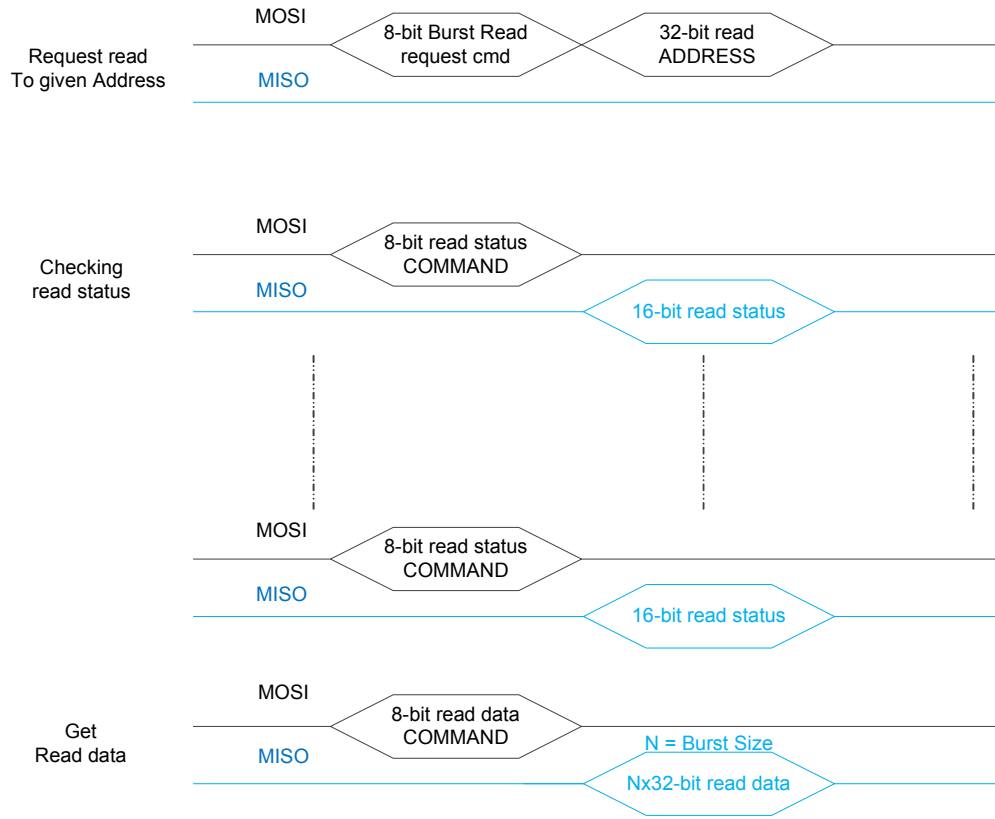 MOSI
8-bit Burst Read
request cmd
32-bit read
ADDRESS
Request read
To given Address
MISO
MOSI
8-bit read status
COMMAND
Checking
read status
MISO
16-bit read status
MOSI
8-bit read status
COMMAND
MISO
16-bit read status
MOSI
8-bit read data
COMMAND
Get
Read data
MISO
N = Burst Size
Nx32-bit read data